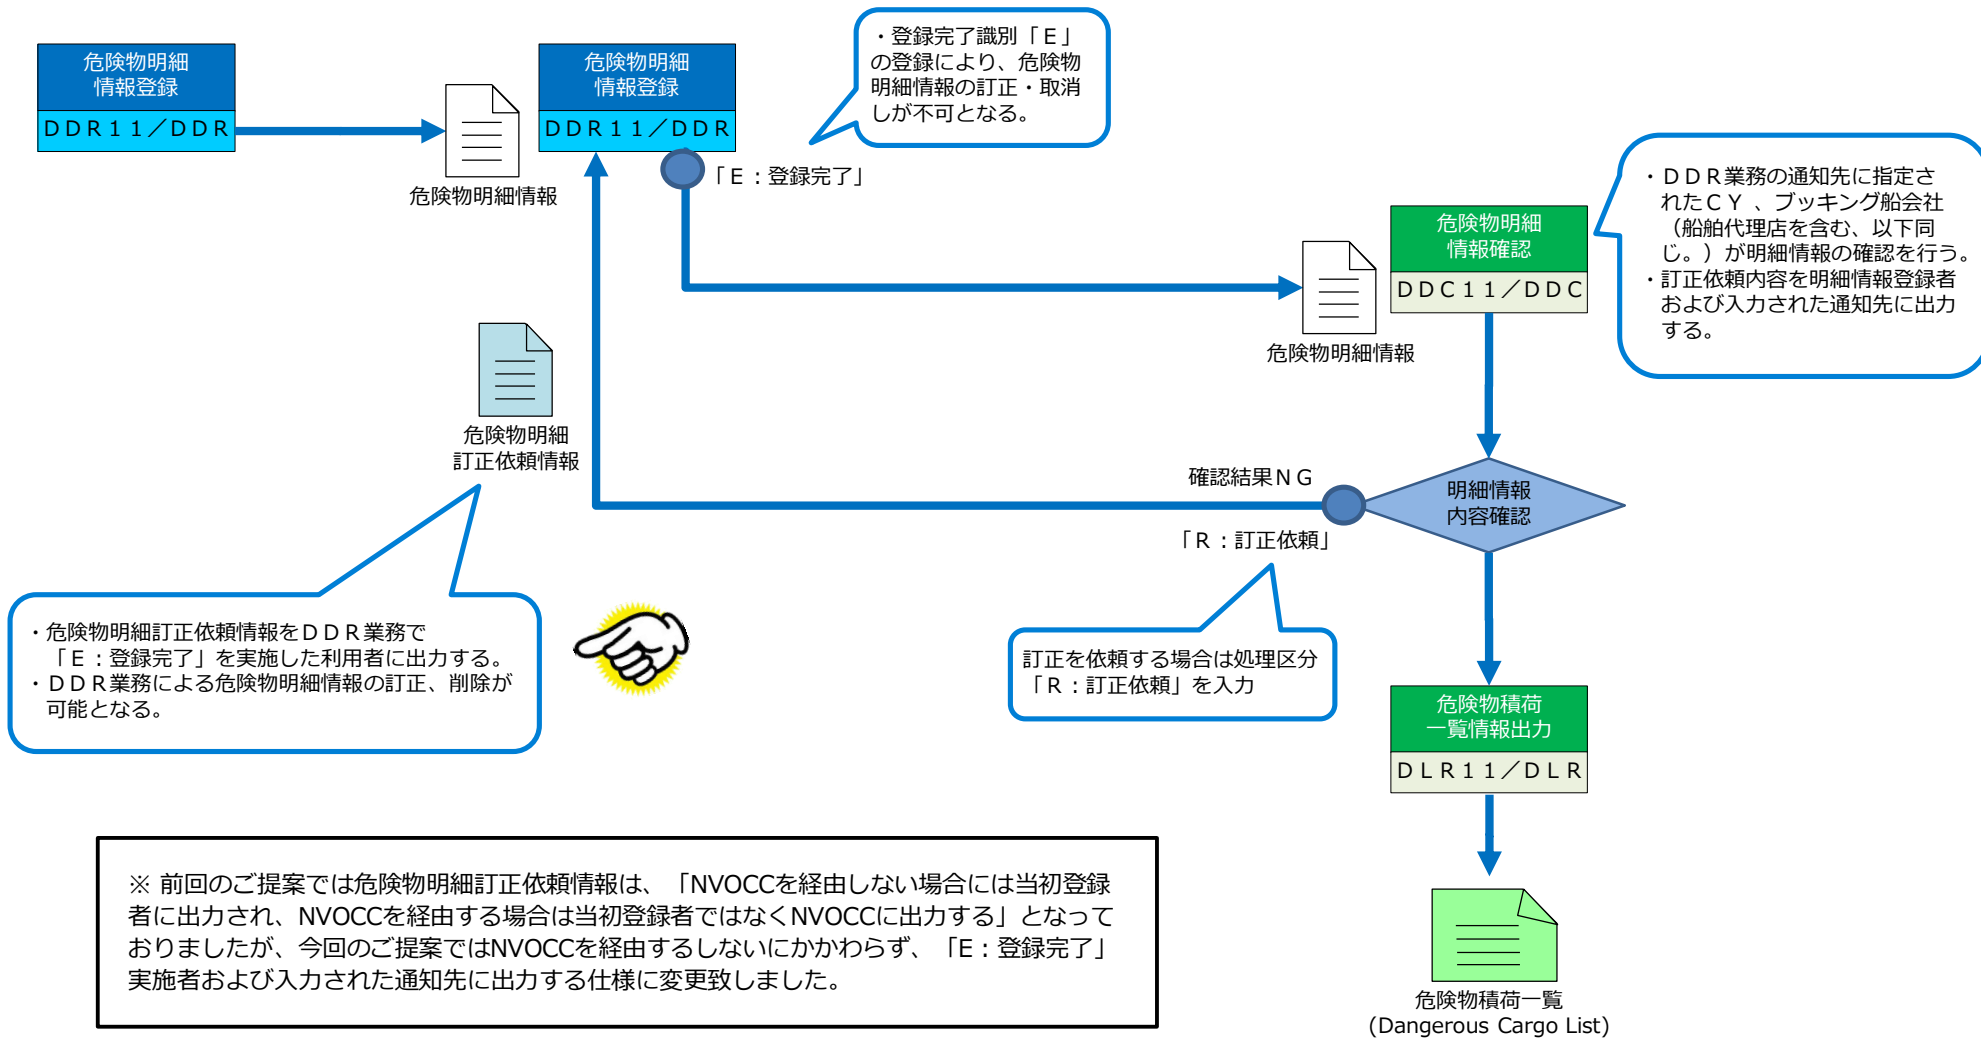 危険物明細
情報登録
ＤＤＲ１１／ＤＤＲ
危険物明細情報
危険物明細
情報登録
ＤＤＲ１１／ＤＤＲ
「Ｅ：登録完了」
・登録完了識別「Ｅ」
の登録により、危険物
明細情報の訂正・取消
しが不可となる。
危険物明細情報
危険物明細
情報確認
ＤＤＣ１１／ＤＤＣ
・ＤＤＲ業務の通知先に指定さ
れたＣＹ、ブッキング船会社
（船舶代理店を含む、以下同
じ。）が明細情報の確認を行う。
・訂正依頼内容を明細情報登録者
および入力された通知先に出力
する。
危険物明細
訂正依頼情報
確認結果ＮＧ
「Ｒ：訂正依頼」
明細情報
内容確認
・危険物明細訂正依頼情報をＤＤＲ業務で
「Ｅ：登録完了」を実施した利用者に出力する。
・ＤＤＲ業務による危険物明細情報の訂正、削除が
可能となる。
訂正を依頼する場合は処理区分
「Ｒ：訂正依頼」を入力
危険物積荷
一覧情報出力
ＤＬＲ１１／ＤＬＲ
※ 前回のご提案では危険物明細訂正依頼情報は、「NVOCCを経由しない場合には当初登録
者に出力され、NVOCCを経由する場合は当初登録者ではなくNVOCCに出力する」となって
おりましたが、今回のご提案ではNVOCCを経由するしないにかかわらず、「E：登録完了」
実施者および入力された通知先に出力する仕様に変更致しました。
危険物積荷一覧
(Dangerous Cargo List)